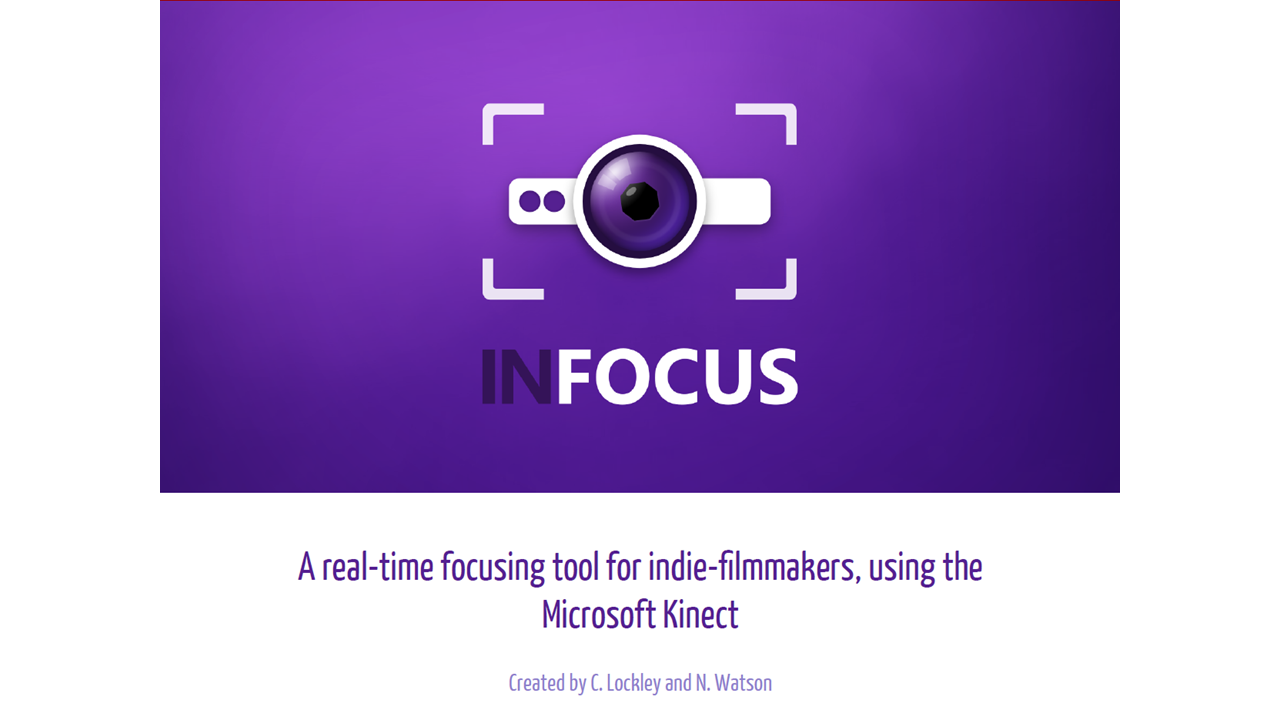 INFOCUS
A real-time focusing tool for indie-filmmakers, using the
Microsoft Kinect
Created by C. Lockley and N. Watson